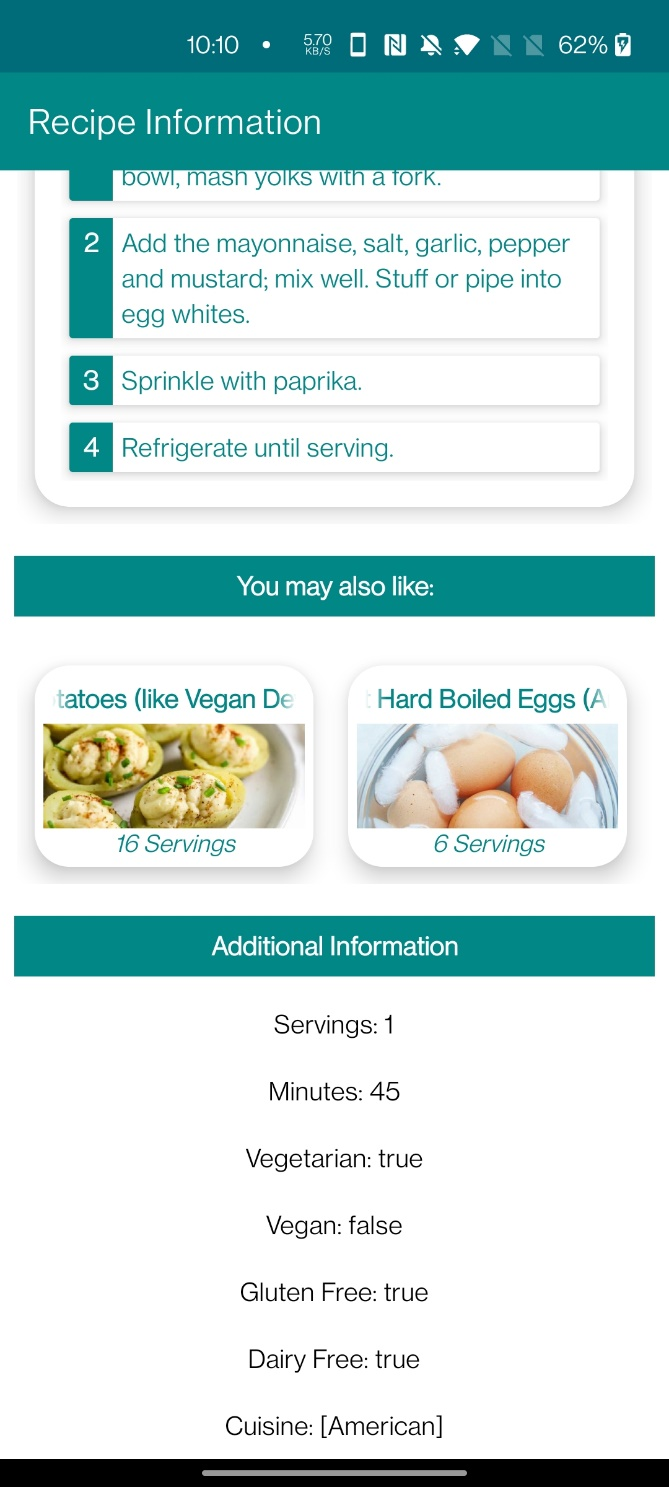 10:10
5.70
KB/S
62%
Recipe Information
bowl, mash yolks with a fork.
2
Add the mayonnaise, salt, garlic, pepper
and mustard; mix well. Stuff or pipe into
egg whites.
3
Sprinkle with paprika.
4
Refrigerate until serving.
You may also like:
tatoes (like Vegan De
Hard Boiled Eggs (A
16 Servings
6 Servings
Additional Information
Servings: 1
Minutes: 45
Vegetarian: true
Vegan: false
Gluten Free: true
Dairy Free: true
Cuisine: [American]